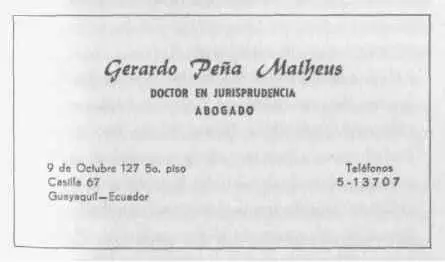 Gerardo Peña Matheus
DOCTOR EN JURISPRUDENCIA
ABOGADO
9 de Octubre 127 5o. piso
Casilla 67
Guayaquil—Ecuador
Teléfonos
5-13707